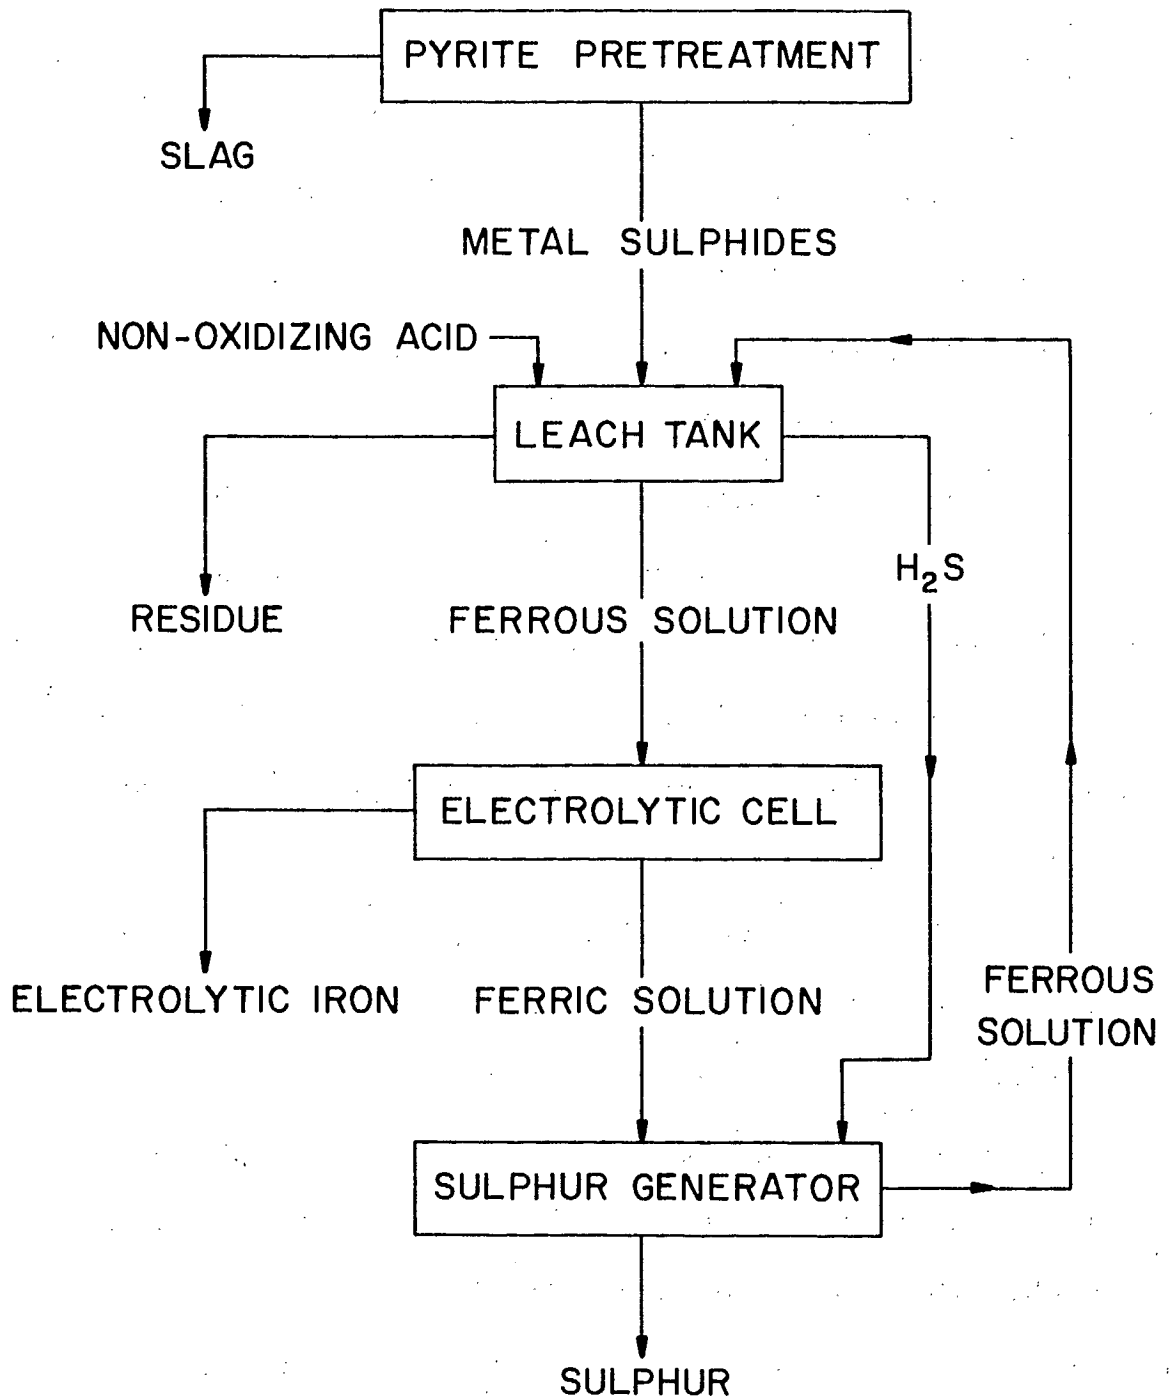 PYRITE PRETREATMENT
SLAG
METAL SULPHIDES
NON-OXIDIZING ACID
LEACH TANK
H₂S
RESIDUE
FERROUS SOLUTION
ELECTROLYTIC CELL
ELECTROLYTIC IRON
FERRIC SOLUTION
FERROUS
SOLUTION
SULPHUR GENERATOR
SULPHUR